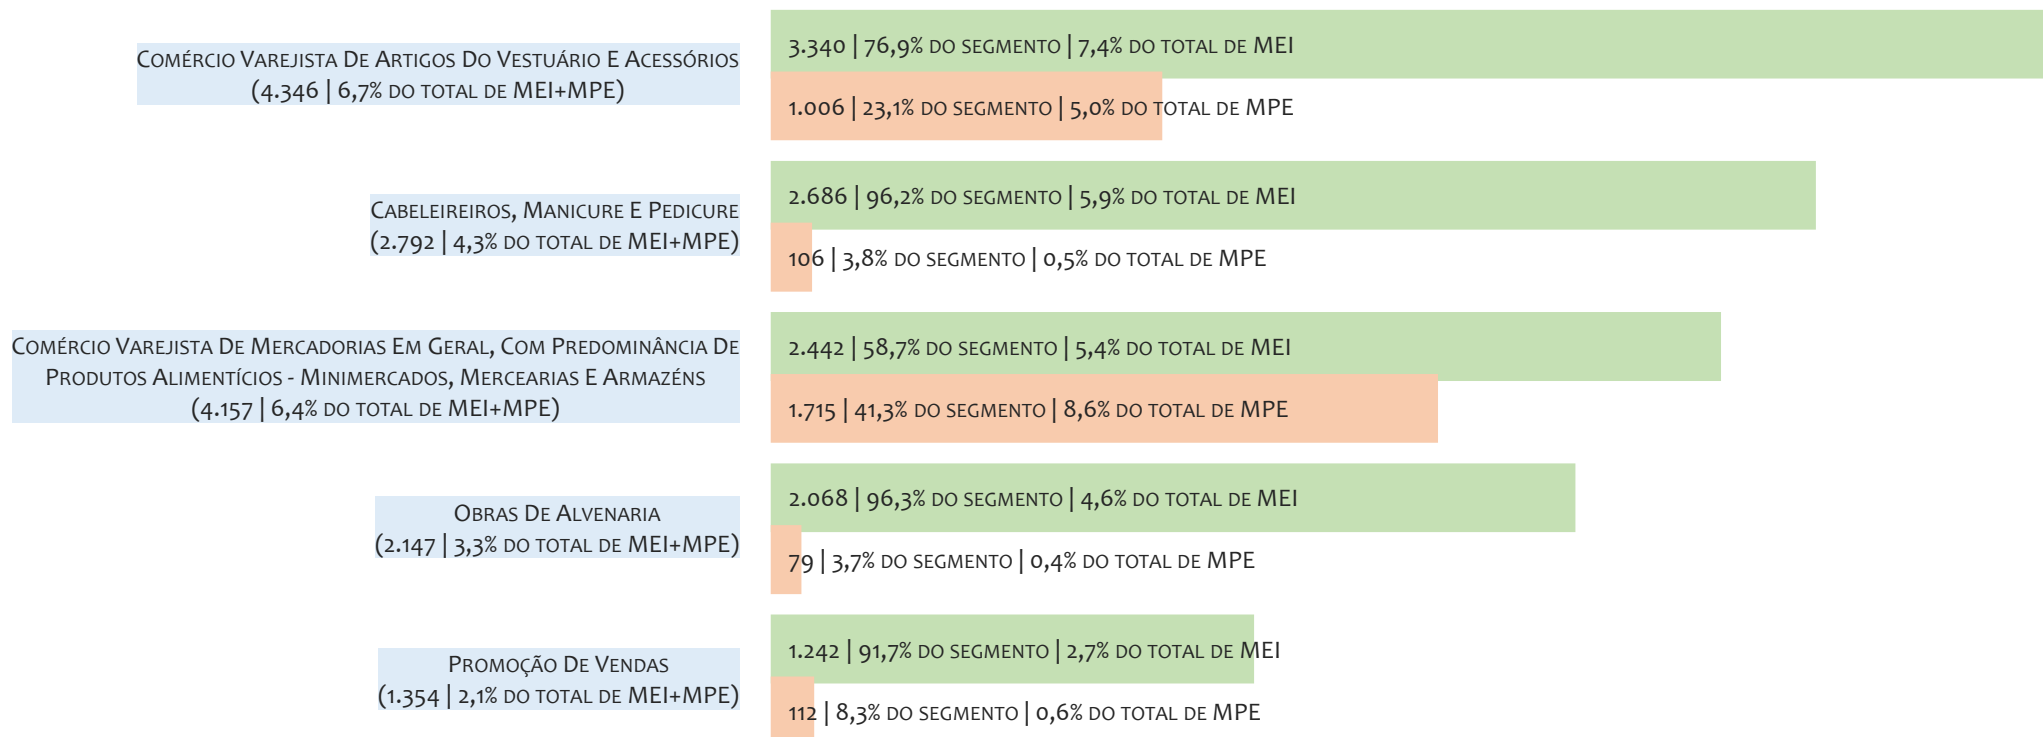 Comércio Varejista De Artigos Do Vestuário E Acessórios
(4.346 | 6,7% do total de MEI+MPE)
3.340 | 76,9% do segmento | 7,4% do total de MEI
1.006 | 23,1% do segmento | 5,0% do total de MPE
Cabeleireiros, Manicure E Pedicure
(2.792 | 4,3% do total de MEI+MPE)
2.686 | 96,2% do segmento | 5,9% do total de MEI
106 | 3,8% do segmento | 0,5% do total de MPE
Comércio Varejista De Mercadorias Em Geral, Com Predominância De
Produtos Alimentícios - Minimercados, Mercearias E Armazéns
(4.157 | 6,4% do total de MEI+MPE)
2.442 | 58,7% do segmento | 5,4% do total de MEI
1.715 | 41,3% do segmento | 8,6% do total de MPE
Obras De Alvenaria
(2.147 | 3,3% do total de MEI+MPE)
2.068 | 96,3% do segmento | 4,6% do total de MEI
79 | 3,7% do segmento | 0,4% do total de MPE
Promoção De Vendas
(1.354 | 2,1% do total de MEI+MPE)
1.242 | 91,7% do segmento | 2,7% do total de MEI
112 | 8,3% do segmento | 0,6% do total de MPE